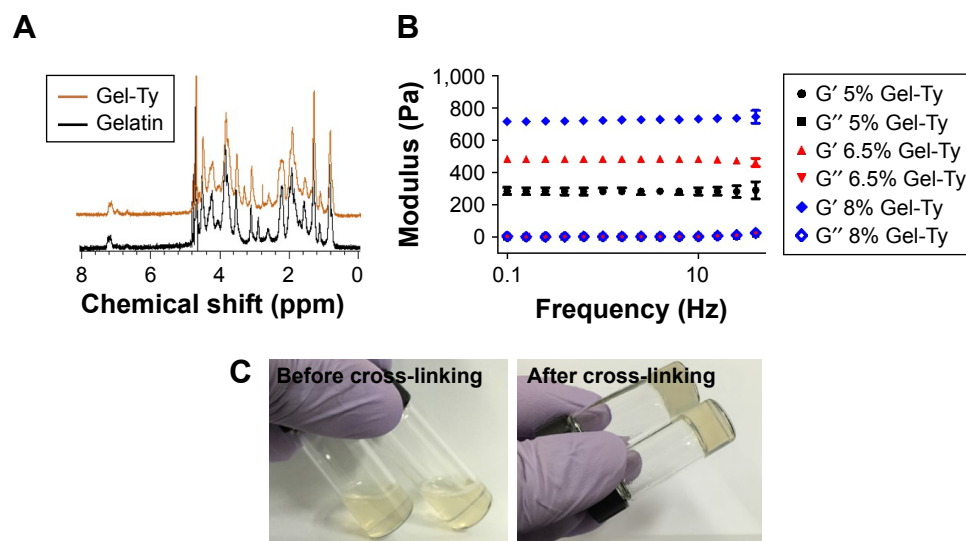 A
Gel-Ty
Gelatin
8
6
4
2
0
Chemical shift (ppm)
B
Modulus (Pa)
1,000
800
600
400
200
0
0.1
10
Frequency (Hz)
G′ 5% Gel-Ty
G″ 5% Gel-Ty
G′ 6.5% Gel-Ty
G″ 6.5% Gel-Ty
G′ 8% Gel-Ty
G″ 8% Gel-Ty
C
Before cross-linking
After cross-linking